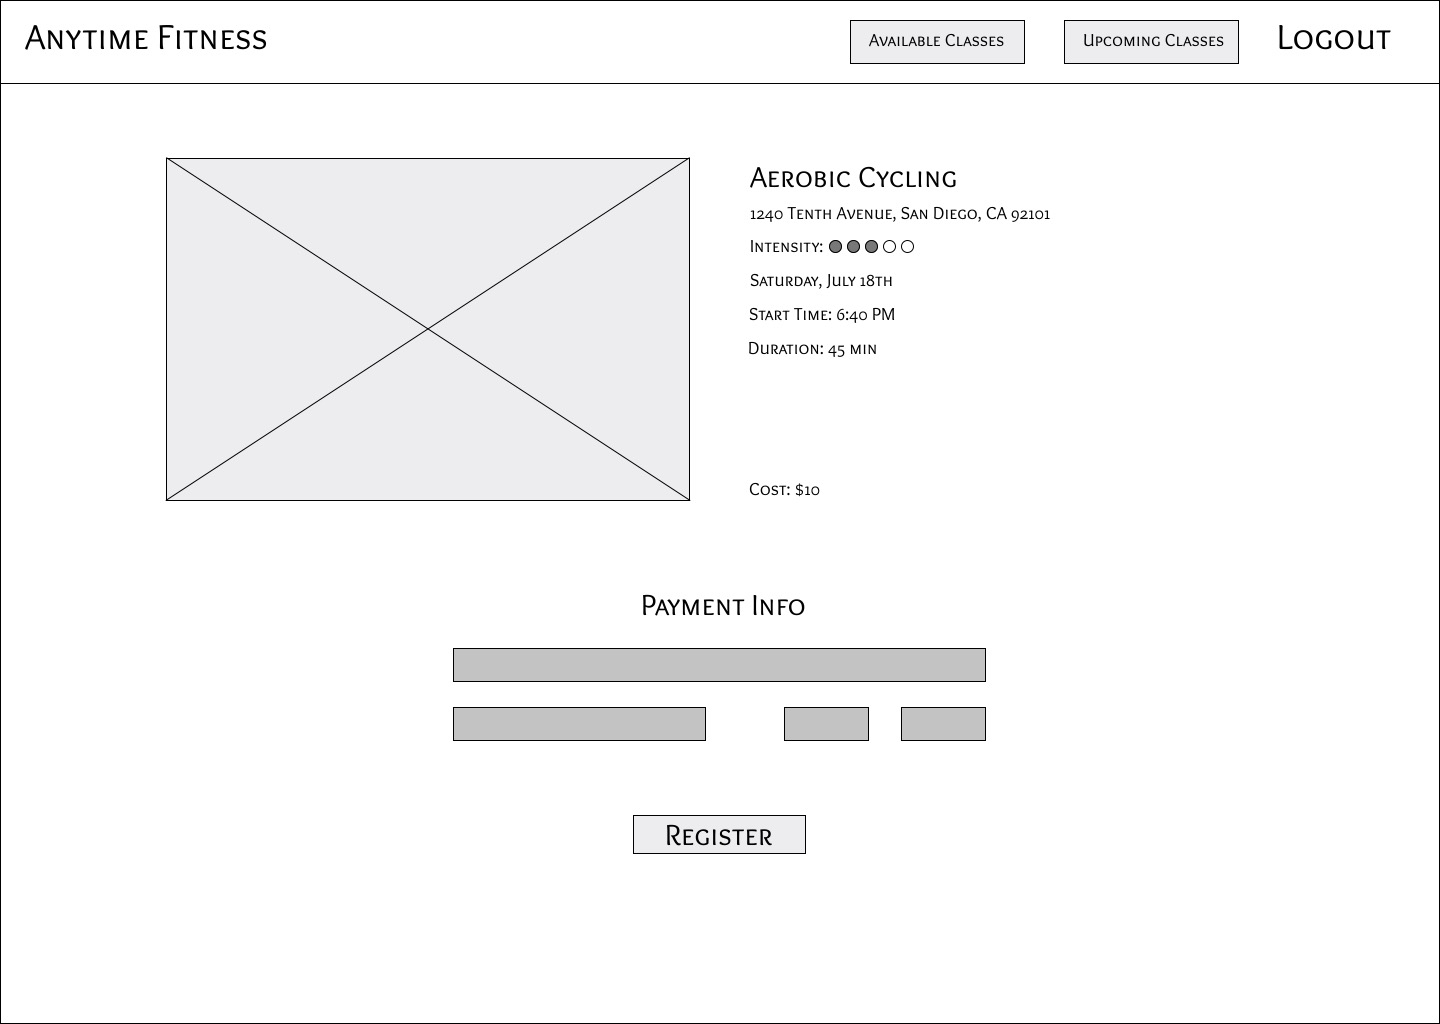 Anytime Fitness
Available Classes
Upcoming Classes
Logout
Aerobic Cycling
1240 Tenth Avenue, San Diego, CA 92101
Intensity:
Saturday, July 18th
Start Time: 6:40 PM
Duration: 45 min
Cost: $10
Payment Info
Register